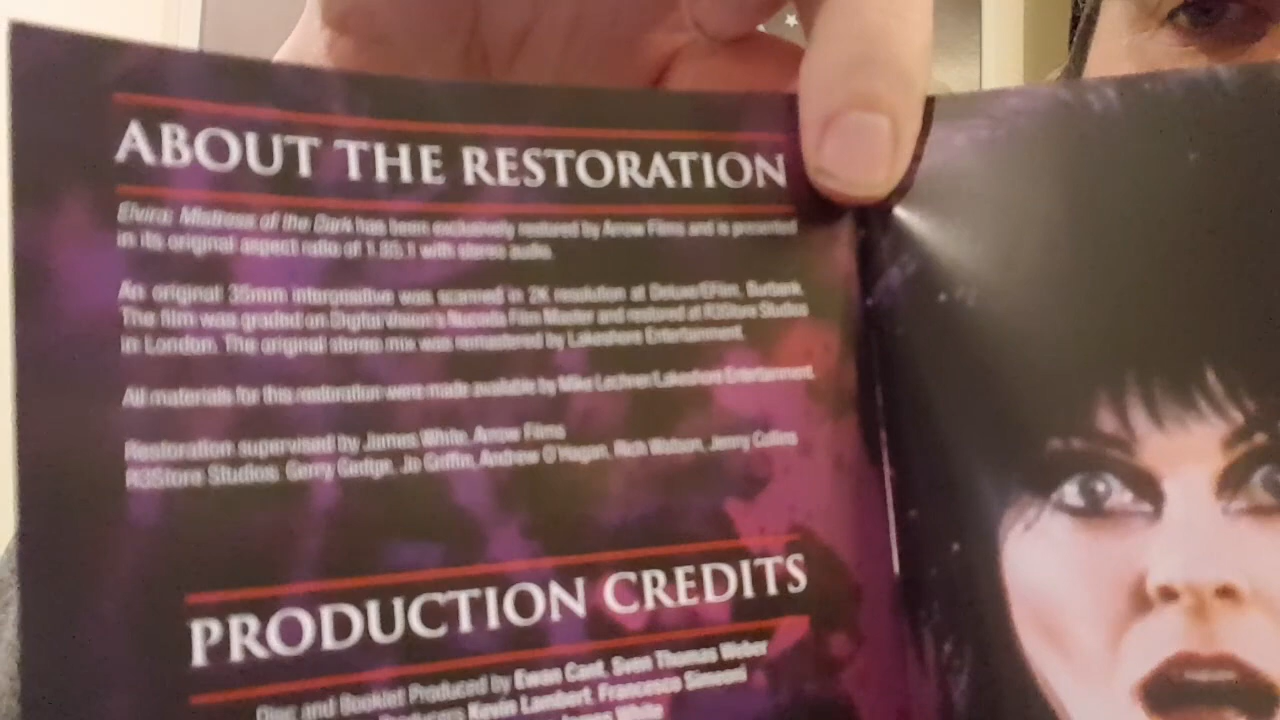 ABOUT THE RESTORATION
Elvira: Mistress of the Dark has been exclusively restored by Arrow Films and is presented
in its original aspect ratio of 1.85:1 with stereo audio.
An original 35mm interpositive was scanned in 2K resolution at Deluxe/EFilm, Burbank.
The film was graded on Digital Vision's Nucoda Film Master and restored at R3Store Studios
in London. The original stereo mix was remastered by Lakeshore Entertainment.
All materials for this restoration were made available by Mike Lechner/Lakeshore Entertainment.
Restoration supervised by James White, Arrow Films
R3Store Studios: Gerry Gedge, Jo Griffin, Andrew O'Hagan, Rich Watson, Jenny Collins
PRODUCTION CREDITS
Disc and Booklet Produced by Ewan Cant, Sven Thomas Weber
Producers Kevin Lambert, Francesco Simeoni
James White